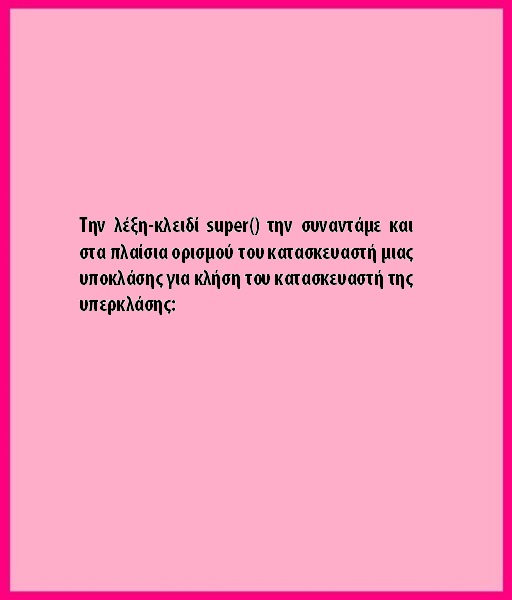 Την λέξη-κλειδί super() την συναντάμε και
στα πλαίσια ορισμού του κατασκευαστή μιας
υποκλάσης για κλήση του κατασκευαστή της
υπερκλάσης: